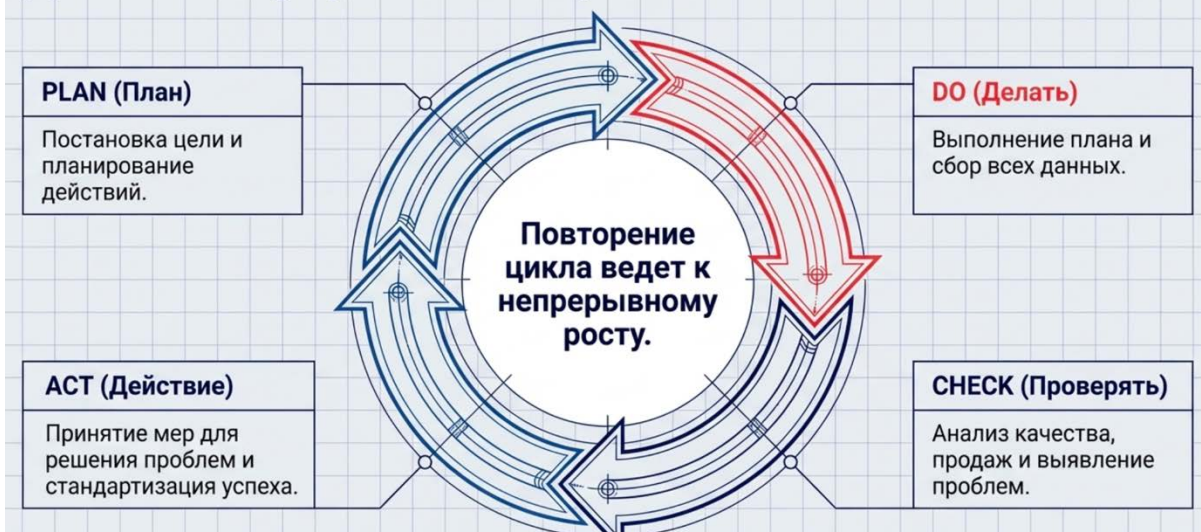 PLAN (План)
Постановка цели и
планирование
действий.
DO (Делать)
Выполнение плана и
сбор всех данных.
Повторение
цикла ведет к
непрерывному
росту.
ACT (Действие)
Принятие мер для
решения проблем и
стандартизация успеха.
CHECK (Проверять)
Анализ качества,
продаж и выявление
проблем.